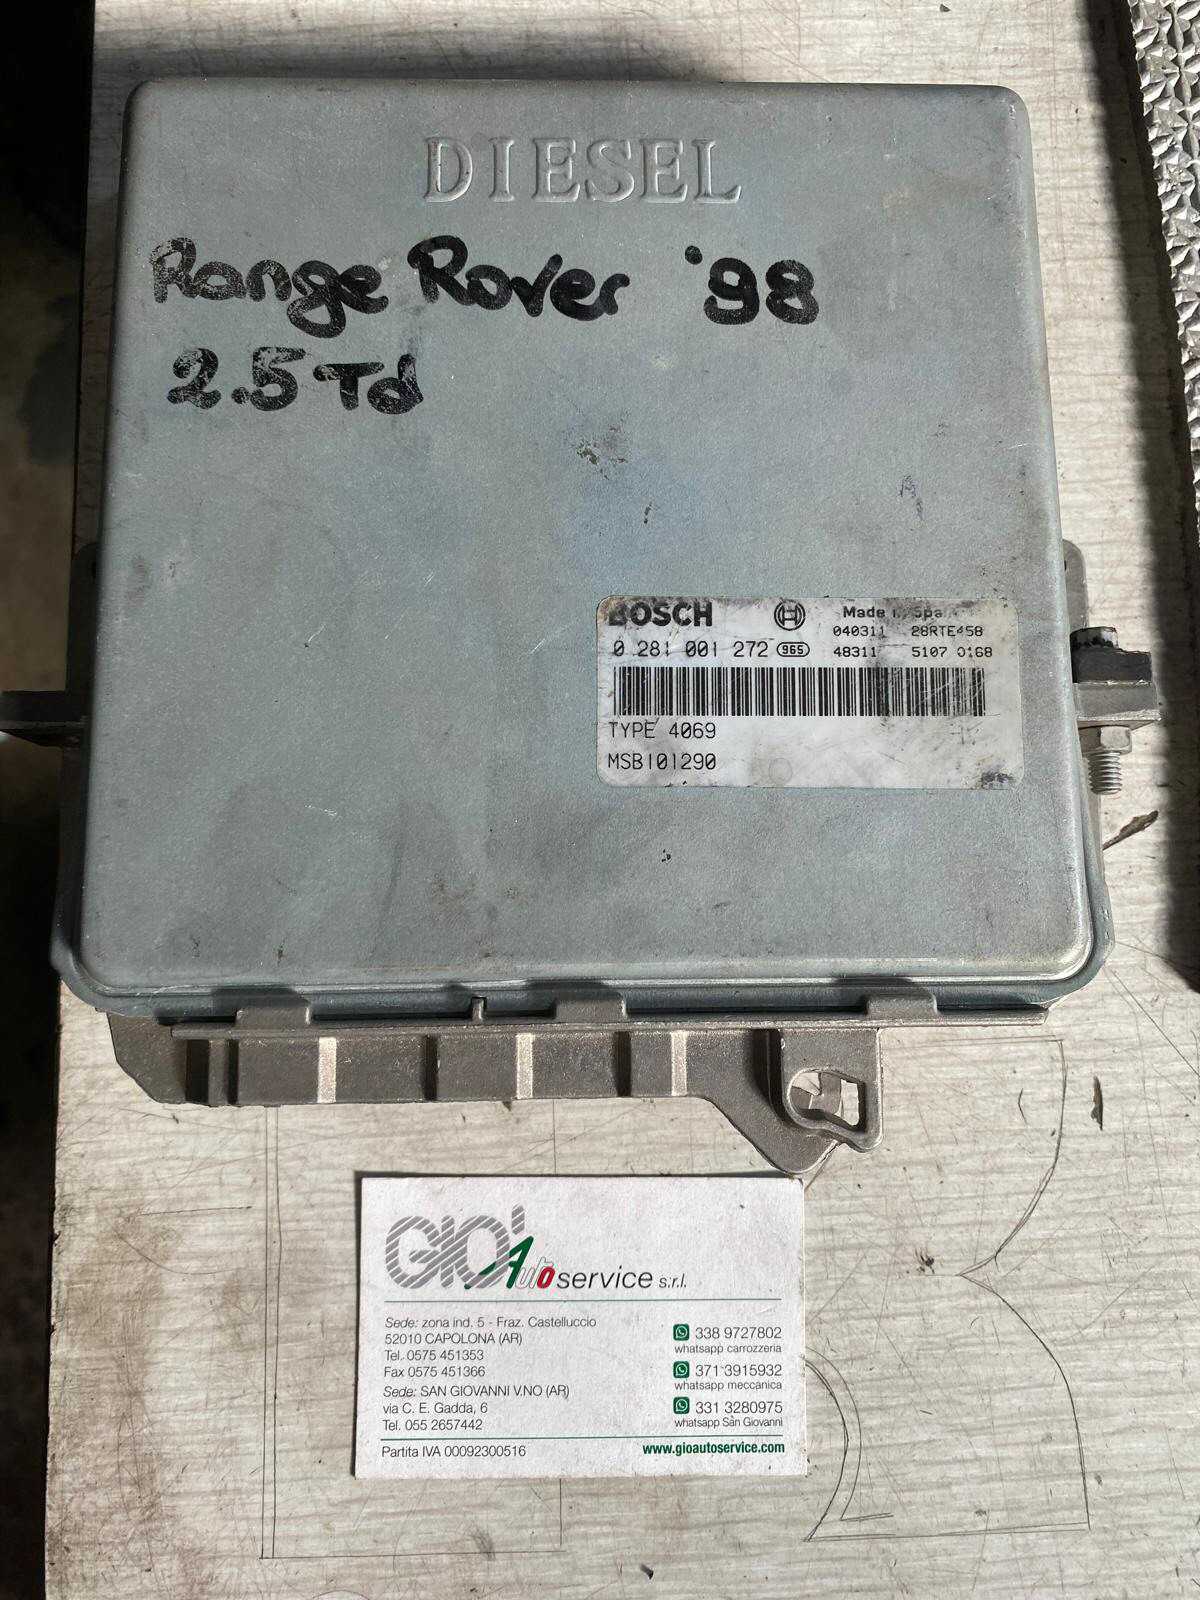 DIESEL
Range Rover '98
2.5 Td
BOSCH
Made
0 281 001 272 965
040311 28RTE458
48311 5107 0168
TYPE 4069
MSB101290
GIO' Auto service s.r.l.
Sede: zona ind. 5 - Fraz. Castelluccio
52010 CAPOLONA (AR)
Tel. 0575 451353
Fax 0575 451366
Sede: SAN GIOVANNI V.NO (AR)
via C. E. Gadda, 6
Tel. 055 2657442
338 9727802
whatsapp carrozzeria
371 3915932
whatsapp meccanica
331 3280975
whatsapp San Giovanni
Partita IVA 00092300516
www.gioautoservice.com